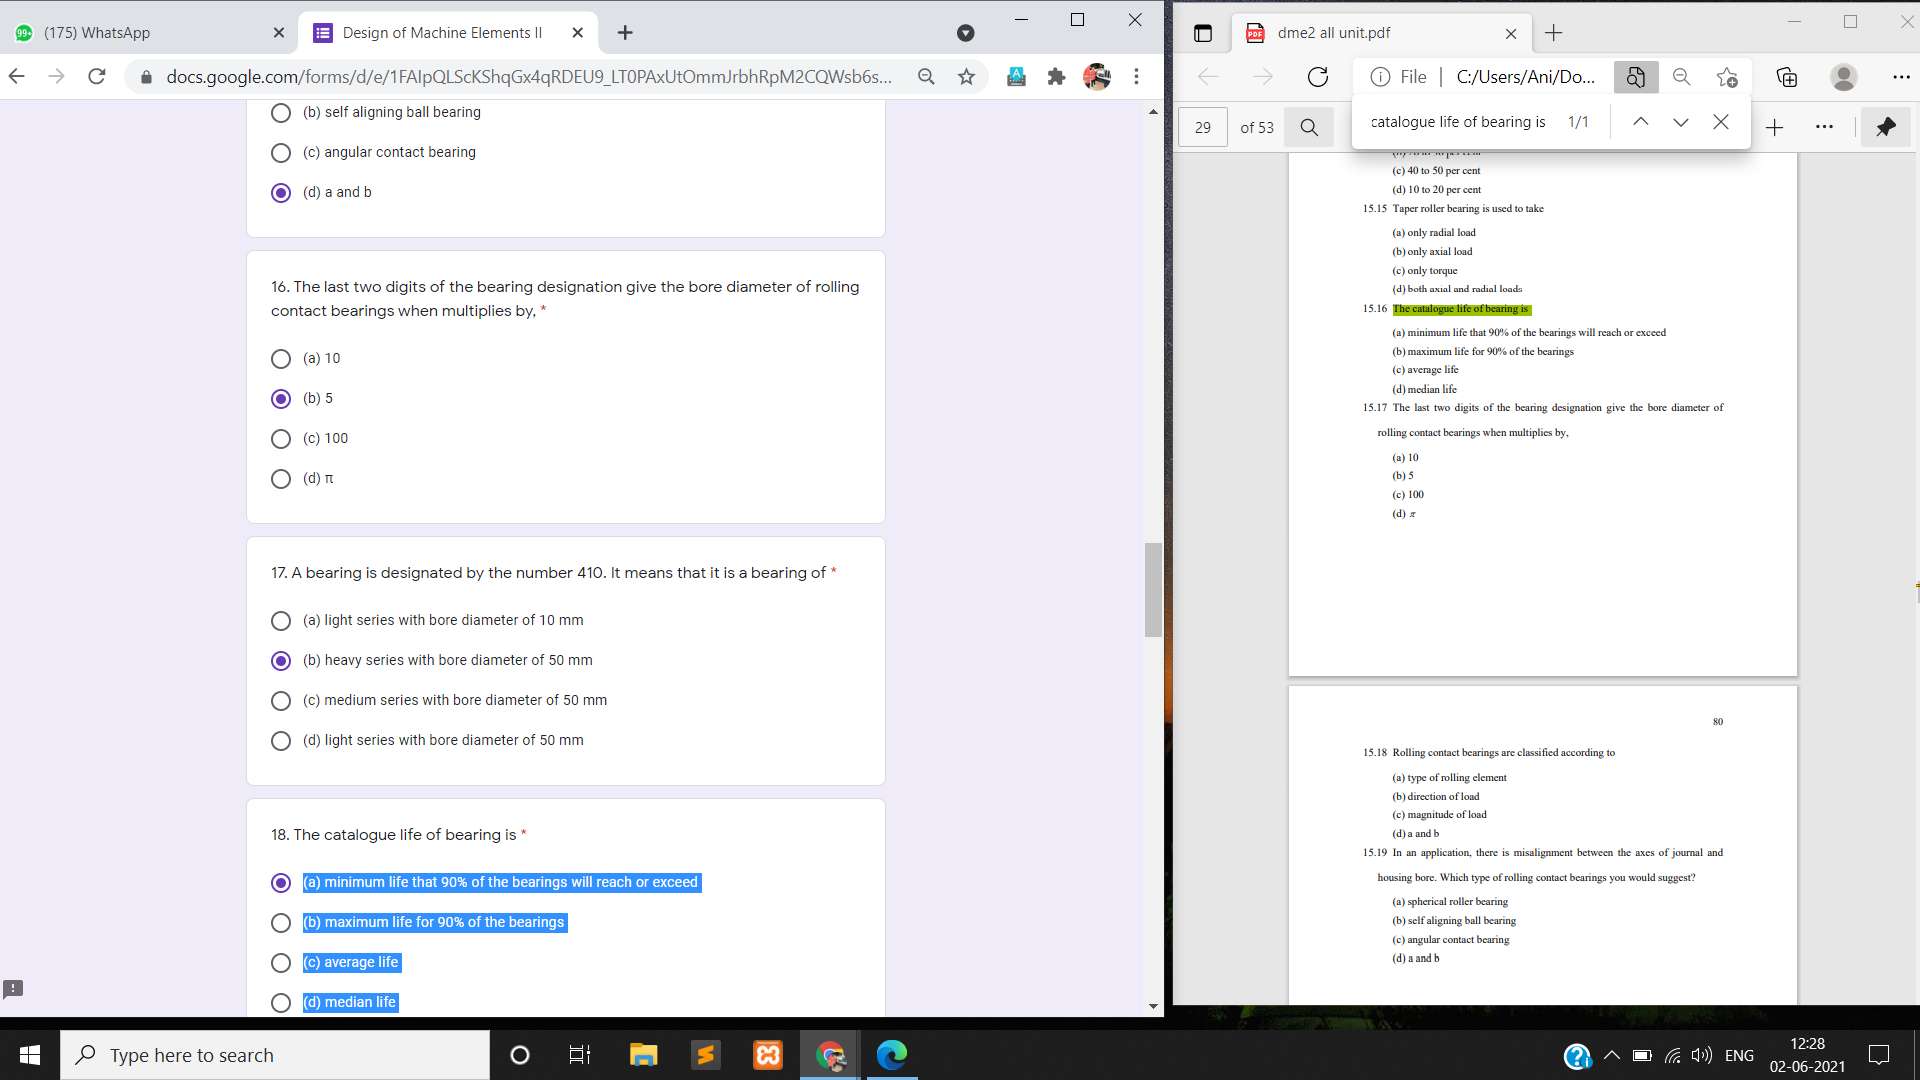 (175) WhatsApp
Design of Machine Elements II
docs.google.com/forms/d/e/1FAIpQLScKShqGx4qRDEU9_LT0PAxUtOmmJrbhRpM2CQWsb6s...
(b) self aligning ball bearing
(c) angular contact bearing
(d) a and b
16. The last two digits of the bearing designation give the bore diameter of rolling
contact bearings when multiplies by, *
(a) 10
(b) 5
(c) 100
(d) π
17. A bearing is designated by the number 410. It means that it is a bearing of *
(a) light series with bore diameter of 10 mm
(b) heavy series with bore diameter of 50 mm
(c) medium series with bore diameter of 50 mm
(d) light series with bore diameter of 50 mm
18. The catalogue life of bearing is *
(a) minimum life that 90% of the bearings will reach or exceed
(b) maximum life for 90% of the bearings
(c) average life
(d) median life
dme2 all unit.pdf
File | C:/Users/Ani/Do...
29 of 53
catalogue life of bearing is 1/1
(c) 40 to 50 per cent
(d) 10 to 20 per cent
15.15 Taper roller bearing is used to take
(a) only radial load
(b) only axial load
(c) only torque
(d) both axial and radial loads
15.16 The catalogue life of bearing is
(a) minimum life that 90% of the bearings will reach or exceed
(b) maximum life for 90% of the bearings
(c) average life
(d) median life
15.17 The last two digits of the bearing designation give the bore diameter of
rolling contact bearings when multiplies by,
(a) 10
(b) 5
(c) 100
(d) π
80
15.18 Rolling contact bearings are classified according to
(a) type of rolling element
(b) direction of load
(c) magnitude of load
(d) a and b
15.19 In an application, there is misalignment between the axes of journal and
housing bore. Which type of rolling contact bearings you would suggest?
(a) spherical roller bearing
(b) self aligning ball bearing
(c) angular contact bearing
(d) a and b
Type here to search
ENG
12:28
02-06-2021